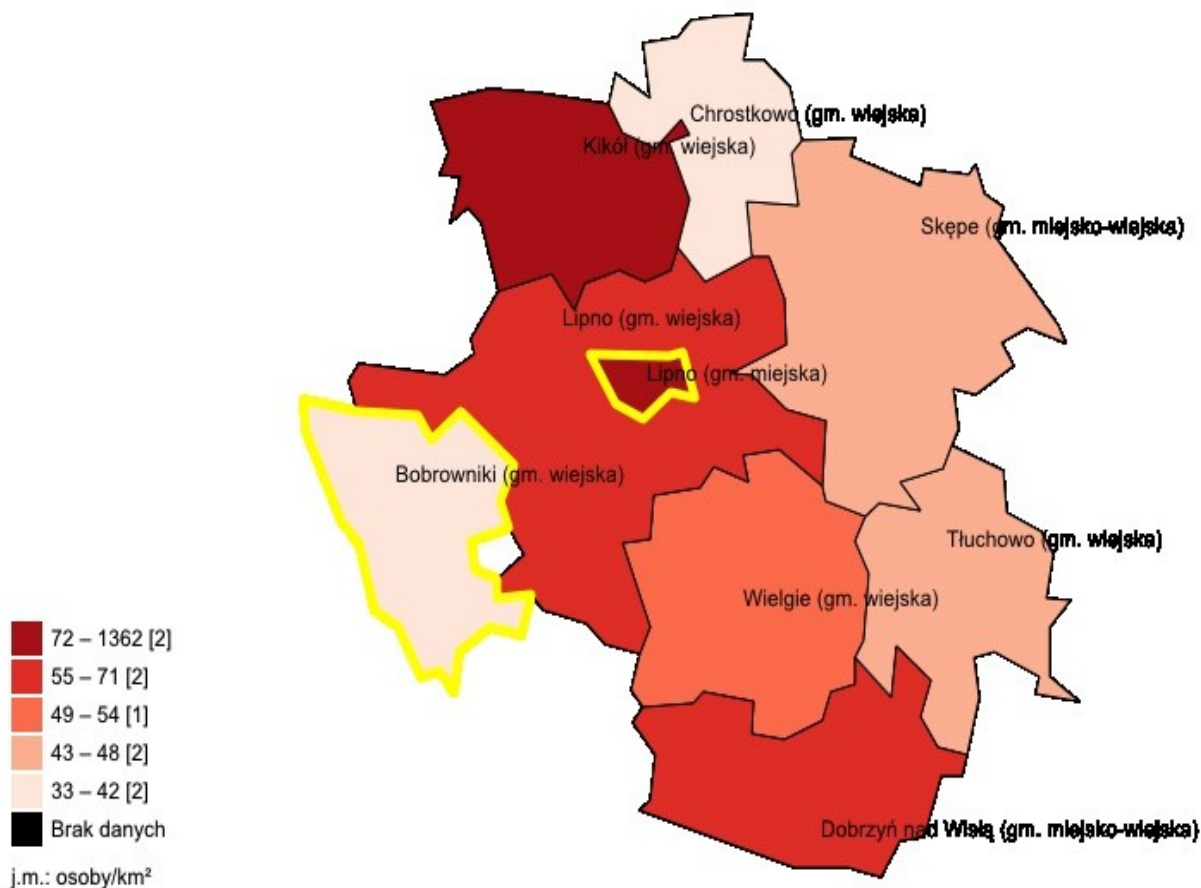 Chrostkowo (gm. wiejska)
Kikół (gm. wiejska)
Skępe (gm. miejsko-wiejska)
Lipno (gm. wiejska)
Lipno (gm. miejska)
Bobrowniki (gm. wiejska)
Tłuchowo (gm. wiejska)
Wielgie (gm. wiejska)
Dobrzyń nad Wisłą (gm. miejsko-wiejska)
72 – 1362 [2]
55 – 71 [2]
49 – 54 [1]
43 – 48 [2]
33 – 42 [2]
Brak danych
j.m.: osoby/km²